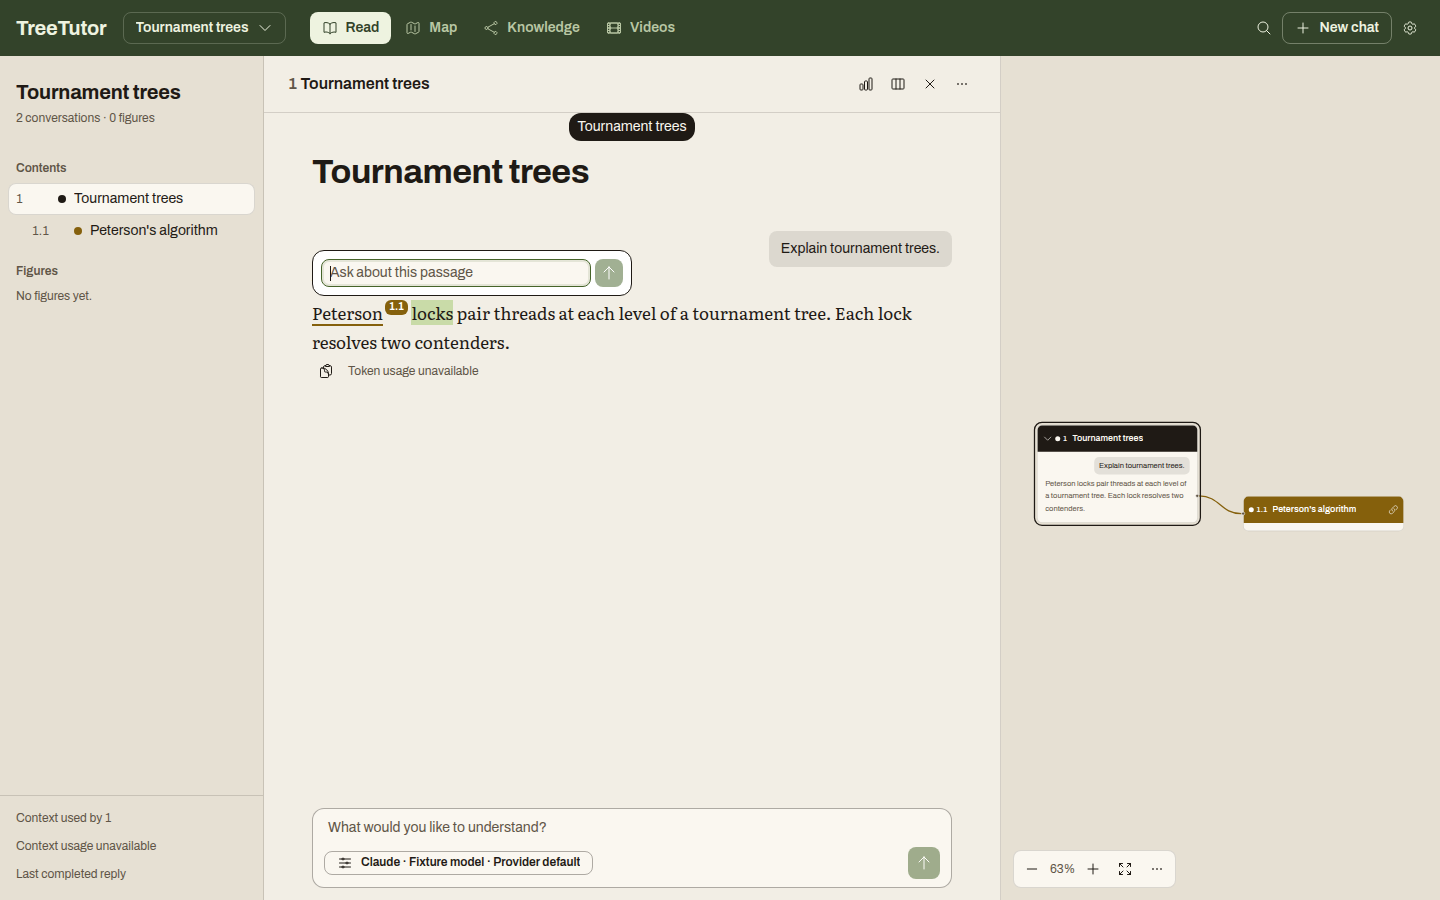 TreeTutor
Tournament trees
Read
Map
Knowledge
Videos
New chat
Tournament trees
2 conversations · 0 figures
Contents
1 Tournament trees
1.1 Peterson's algorithm
Figures
No figures yet.
Context used by 1
Context usage unavailable
Last completed reply
1 Tournament trees
Tournament trees
Tournament trees
Explain tournament trees.
Ask about this passage
Peterson 1.1 locks pair threads at each level of a tournament tree. Each lock
resolves two contenders.
Token usage unavailable
What would you like to understand?
Claude · Fixture model · Provider default
1 Tournament trees
Explain tournament trees.
Peterson locks pair threads at each level of
a tournament tree. Each lock resolves two
contenders.
1.1 Peterson's algorithm
63%